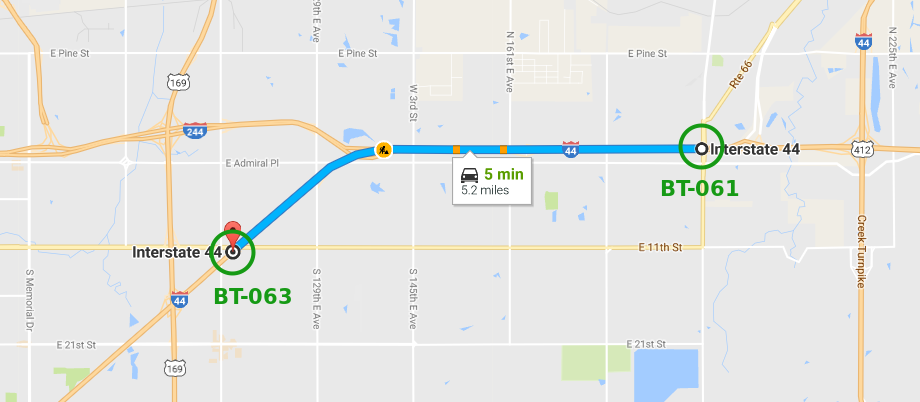 29th E Ave
N 161st E Ave
N 225th E Ave
44
E Pine St
E Pine St
E Pine St
Rte 66
169
W 3rd St
244
44
Interstate 44
412
E Admiral Pl
5 min
5.2 miles
BT-061
Creek Turnpike
Interstate 44
E 11th St
S Memorial Dr
BT-063
44
S 129th E Ave
S 145th E Ave
E 21st St
E 21st St
169